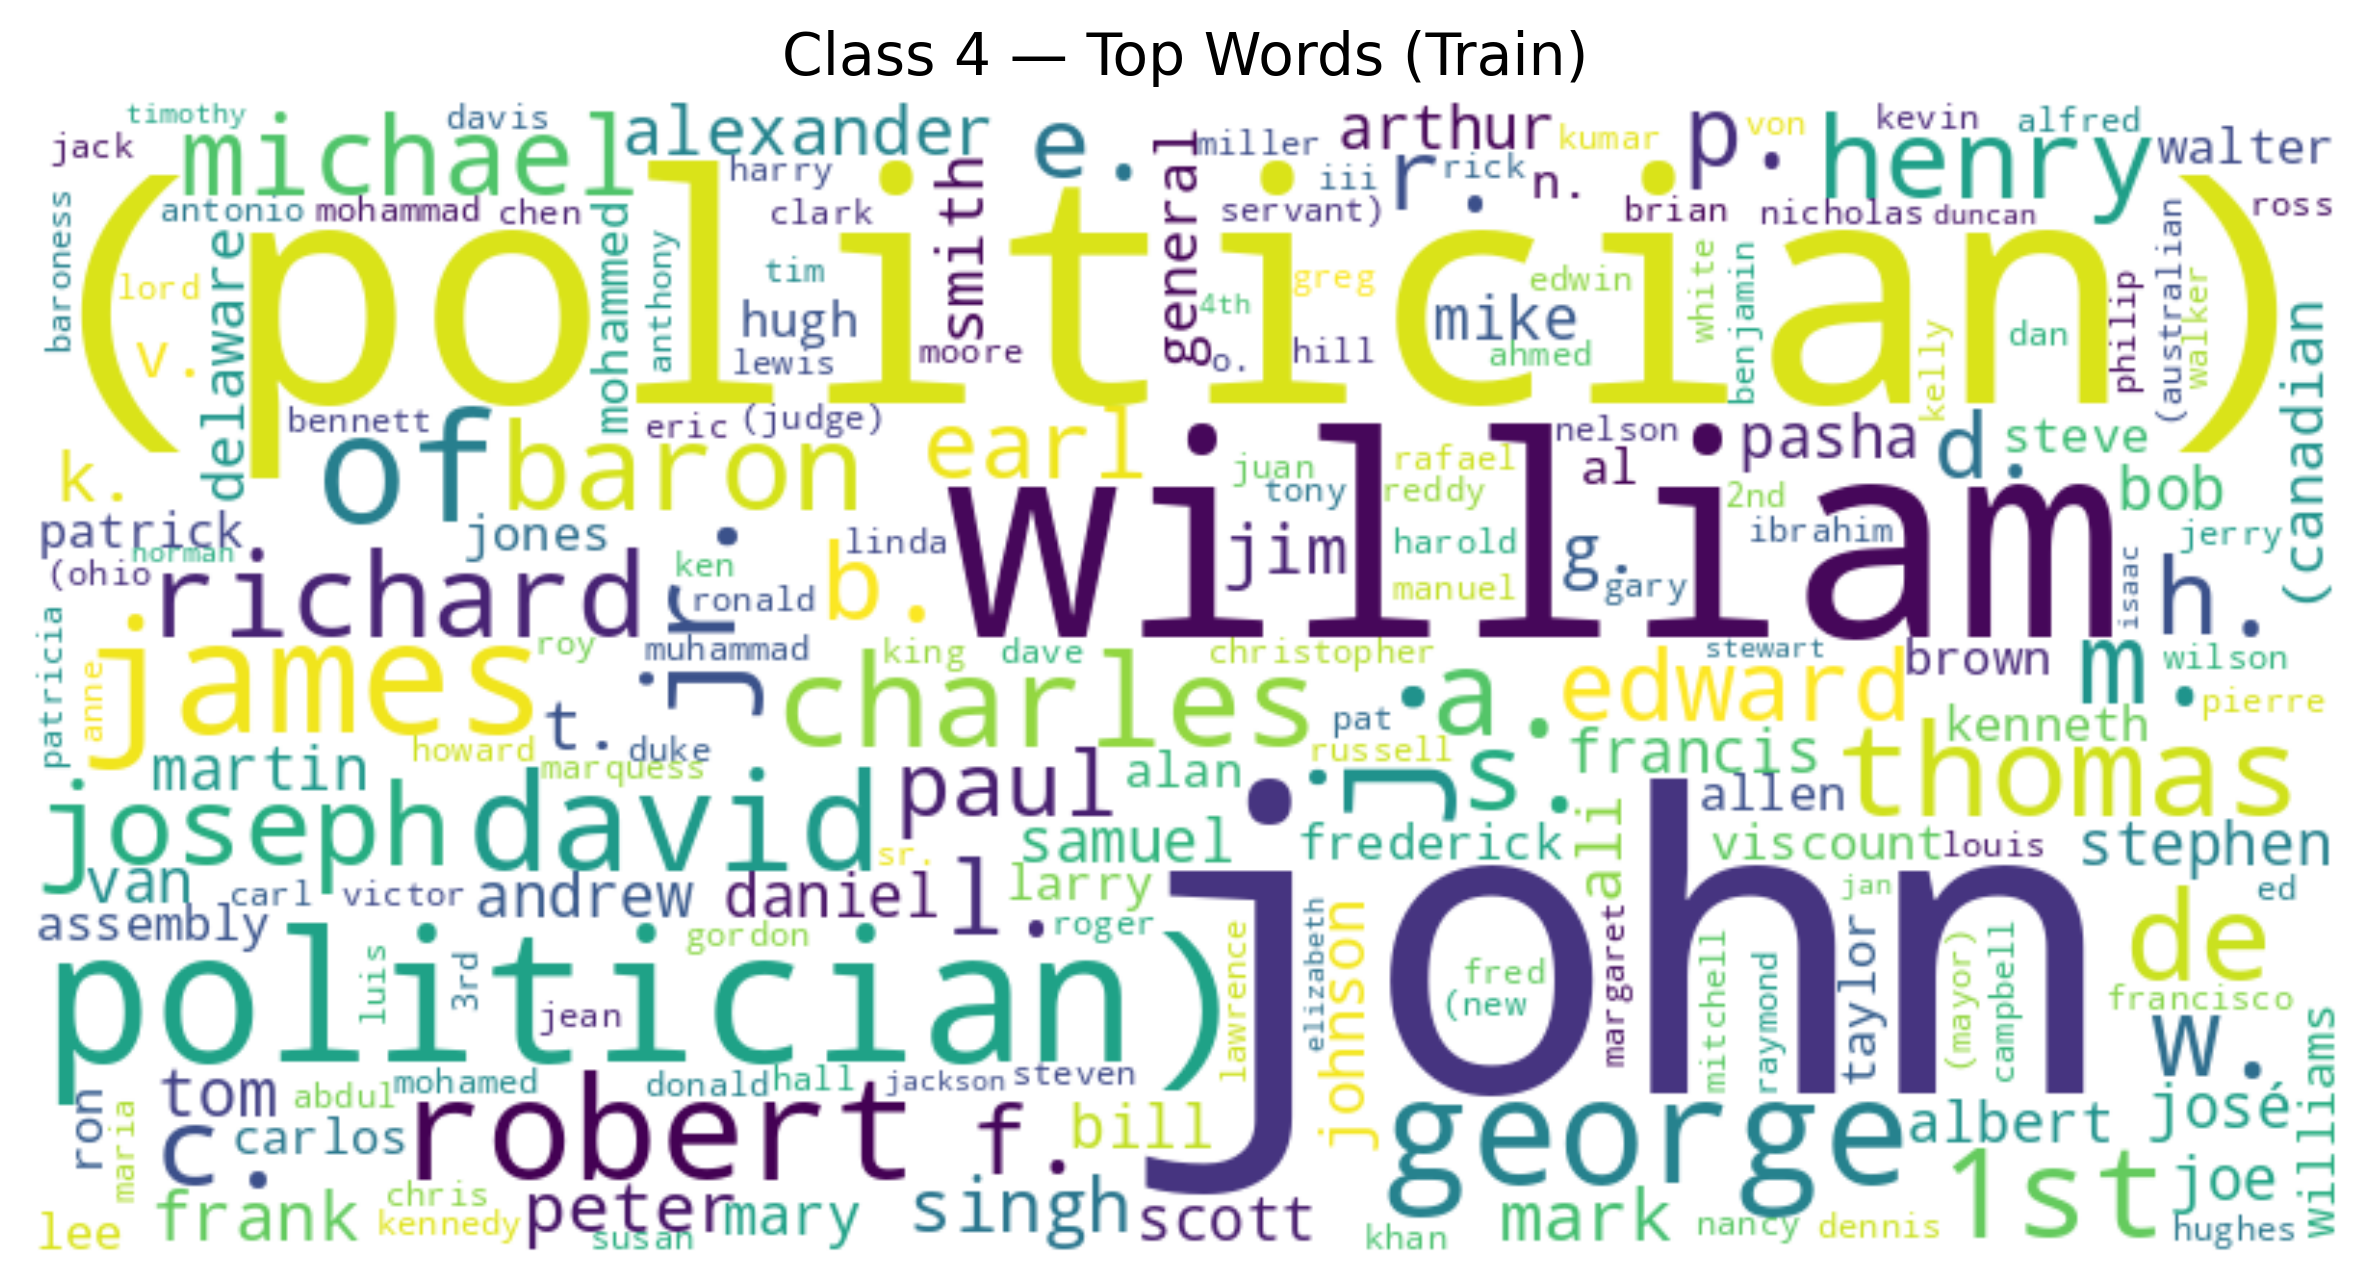 Class 4 — Top Words (Train)
timothy davis alexander e. miller arthur kumar p. von kevin alfred
jack michael harry smith general iii r. rick n. henry walter
baroness antonio mohammad chen clark servant) brian nicholas duncan ross
(politician)
lord delaware mohammed anthony tim greg edwin white benjamin (australian walker
v. hugh 4th mike dan philip (canadian
lewis moore o. hill ahmed kelly
bennett eric (judge) earl nelson pasha d. steve
k. of baron juan rafael al bob
tony reddy 2nd
patrick jones william
norman linda jim harold g. ibrahim jerry
(ohio richard ken b. manuel gary isaac h.
ronald
patricia roy jr. muhammad king dave christopher stewart brown m. wilson
anne james charles a. edward pierre
t. pat kenneth
howard duke russell francis
martin marquess alan j. s. thomas
joseph david paul allen
samuel frederick ali viscount louis stephen
van sr. larry jan ed
carl victor andrew daniel l. john de
assembly gordon roger lawrence elizabeth johnson margaret taylor
politician) fred mitchell raymond (mayor) campbell
luis 3rd (new francisco
jean w. williams
tom mohamed donald hall jackson steven
ron abdul robert josé
maria c. carlos f. bill george albert
chris 1st joe
lee frank kennedy peter mary singh scott mark nancy dennis hughes
susan khan